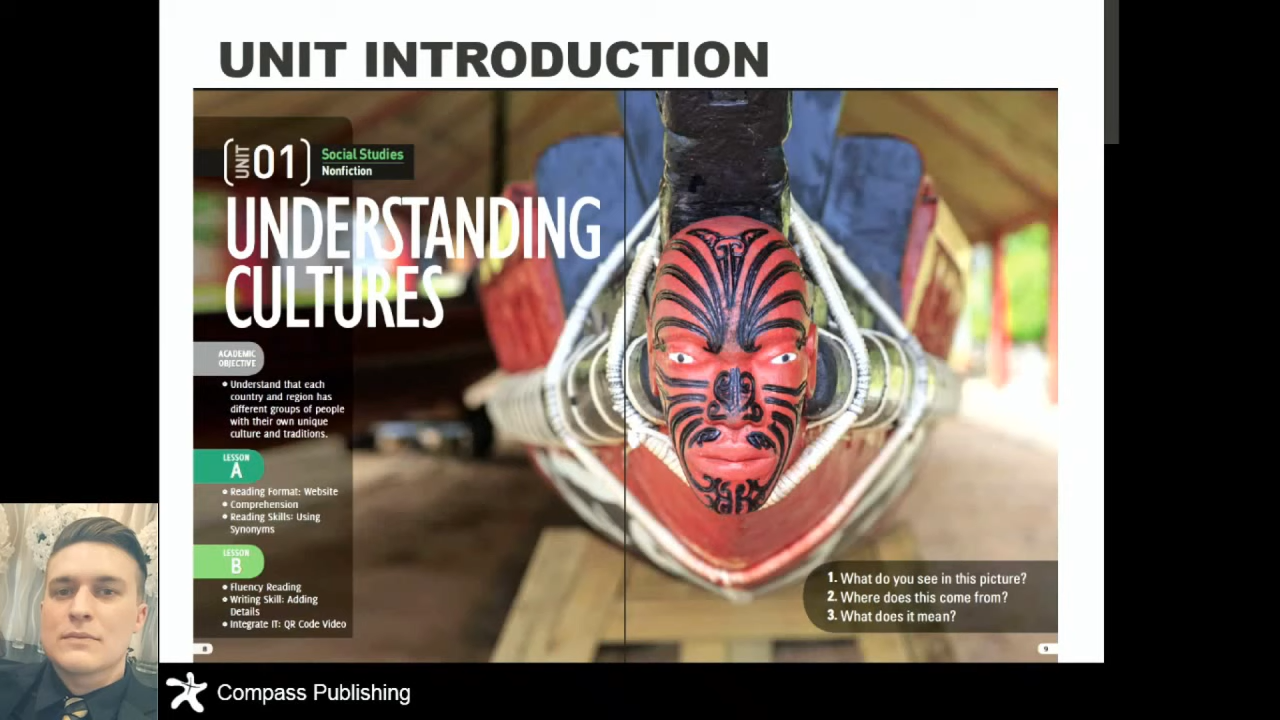 UNIT INTRODUCTION
UNIT 01
Social Studies
Nonfiction
UNDERSTANDING
CULTURES
ACADEMIC
OBJECTIVE
• Understand that each
country and region has
different groups of people
with their own unique
culture and traditions.
LESSON
A
• Reading Format: Website
• Comprehension
• Reading Skills: Using
Synonyms
LESSON
B
• Fluency Reading
• Writing Skill: Adding
Details
• Integrate IT: QR Code Video
1. What do you see in this picture?
2. Where does this come from?
3. What does it mean?
8
9
Compass Publishing